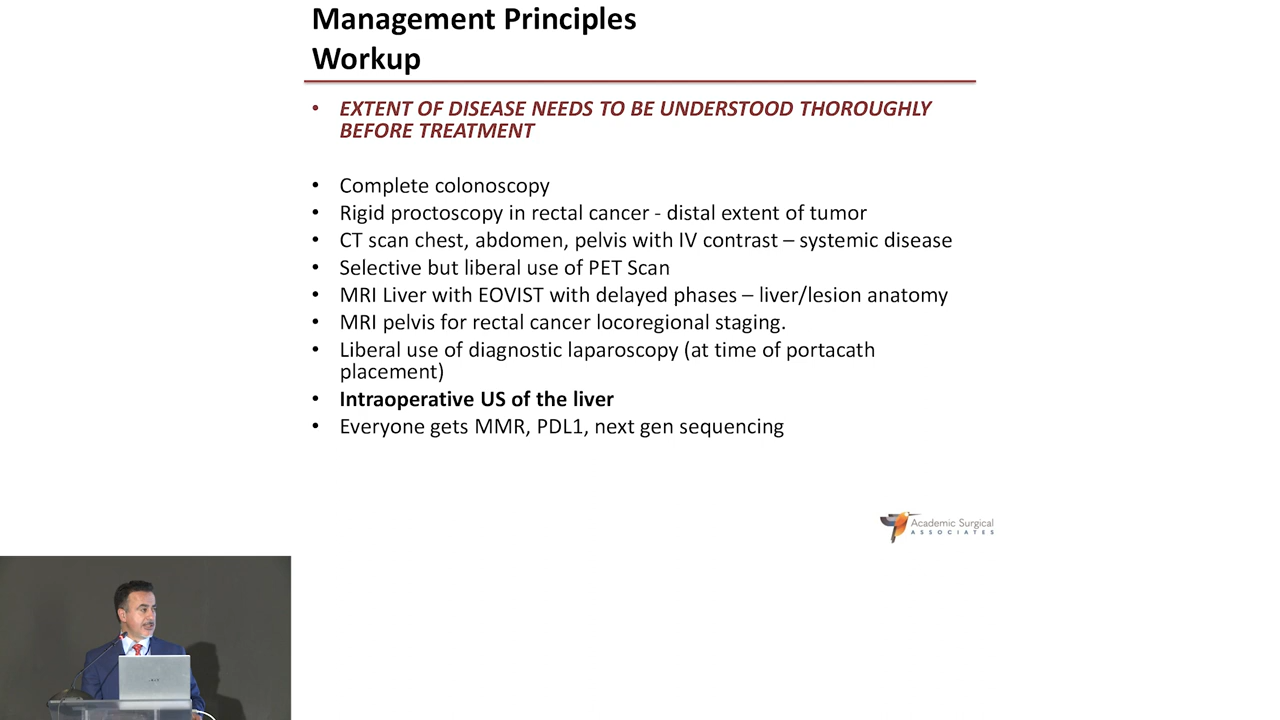 Management Principles
Workup
• EXTENT OF DISEASE NEEDS TO BE UNDERSTOOD THOROUGHLY
BEFORE TREATMENT
• Complete colonoscopy
• Rigid proctoscopy in rectal cancer - distal extent of tumor
• CT scan chest, abdomen, pelvis with IV contrast – systemic disease
• Selective but liberal use of PET Scan
• MRI Liver with EOVIST with delayed phases – liver/lesion anatomy
• MRI pelvis for rectal cancer locoregional staging.
• Liberal use of diagnostic laparoscopy (at time of portacath
placement)
• Intraoperative US of the liver
• Everyone gets MMR, PDL1, next gen sequencing
Academic Surgical
ASSOCIATES